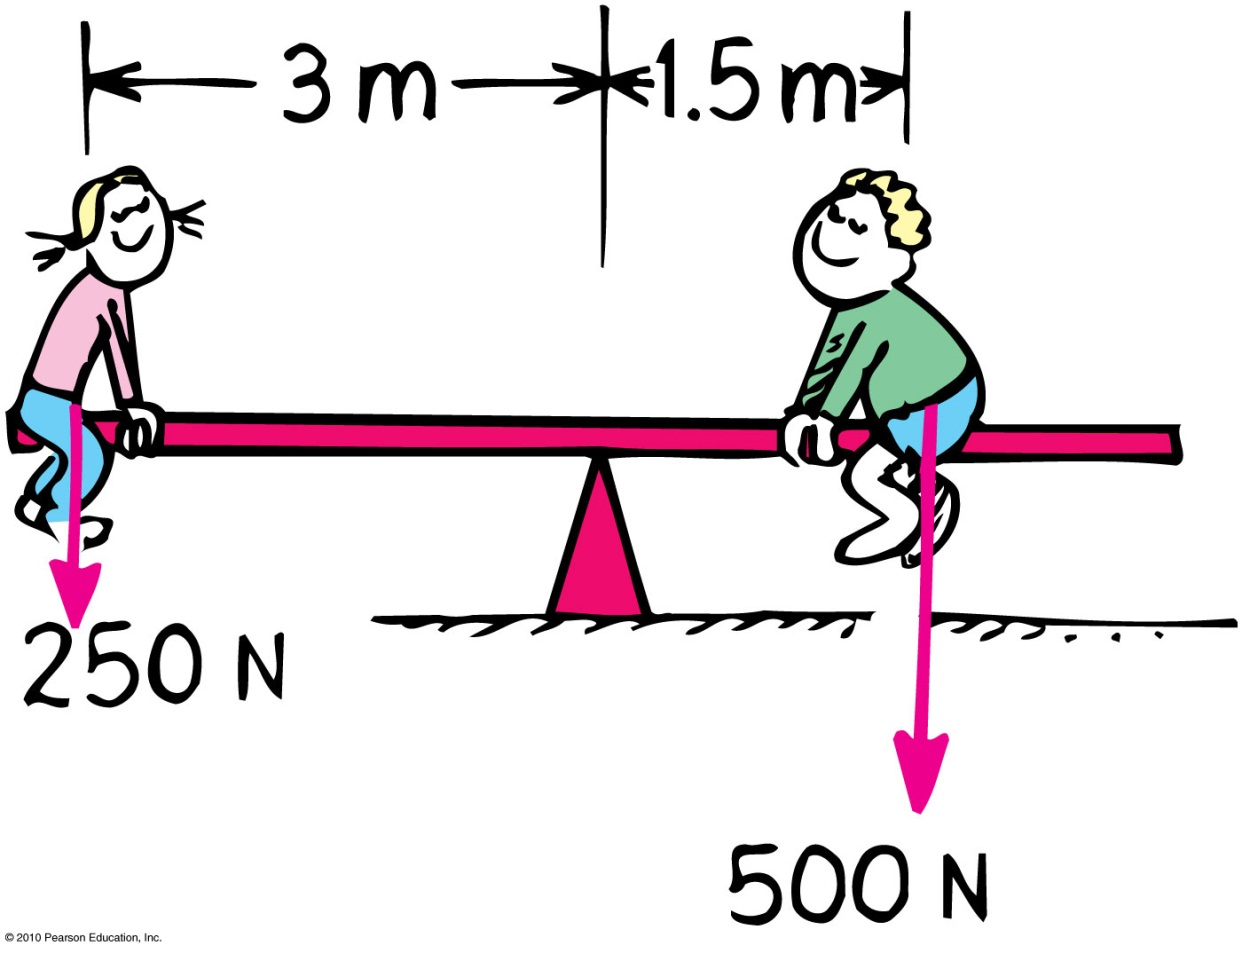 3 m 1.5 m
250 N
500 N
© 2010 Pearson Education, Inc.